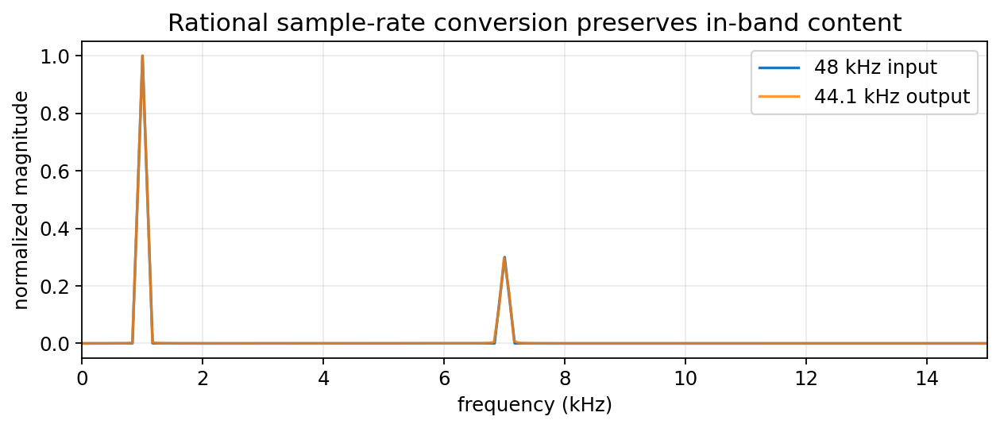 Rational sample-rate conversion preserves in-band content
48 kHz input
44.1 kHz output
normalized magnitude
1.0
0.8
0.6
0.4
0.2
0.0
0 2 4 6 8 10 12 14
frequency (kHz)